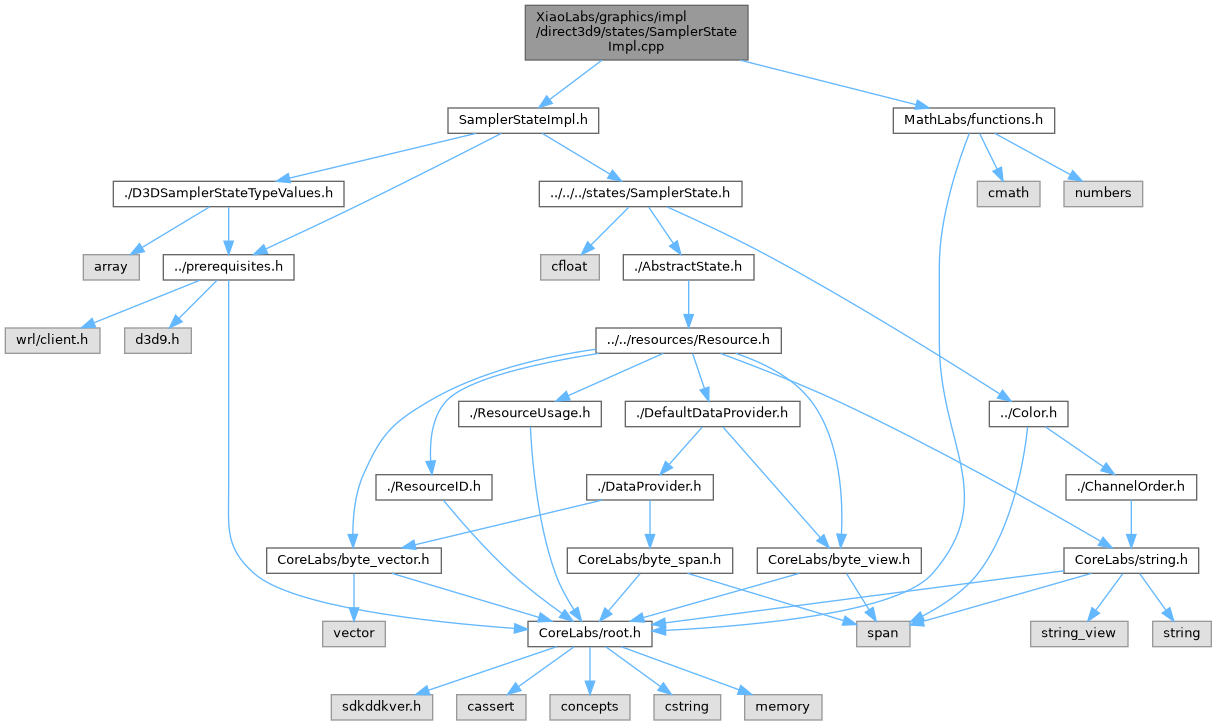 XiaoLabs/graphics/impl
/direct3d9/states/SamplerState
Impl.cpp
SamplerStateImpl.h
MathLabs/functions.h
./D3DSamplerStateTypeValues.h
../../../states/SamplerState.h
cmath
numbers
array
../prerequisites.h
cfloat
./AbstractState.h
wrl/client.h
d3d9.h
../../resources/Resource.h
./ResourceUsage.h
./DefaultDataProvider.h
../Color.h
./ResourceID.h
./DataProvider.h
./ChannelOrder.h
CoreLabs/byte_vector.h
CoreLabs/byte_span.h
CoreLabs/byte_view.h
CoreLabs/string.h
vector
CoreLabs/root.h
span
string_view
string
sdkddkver.h
cassert
concepts
cstring
memory